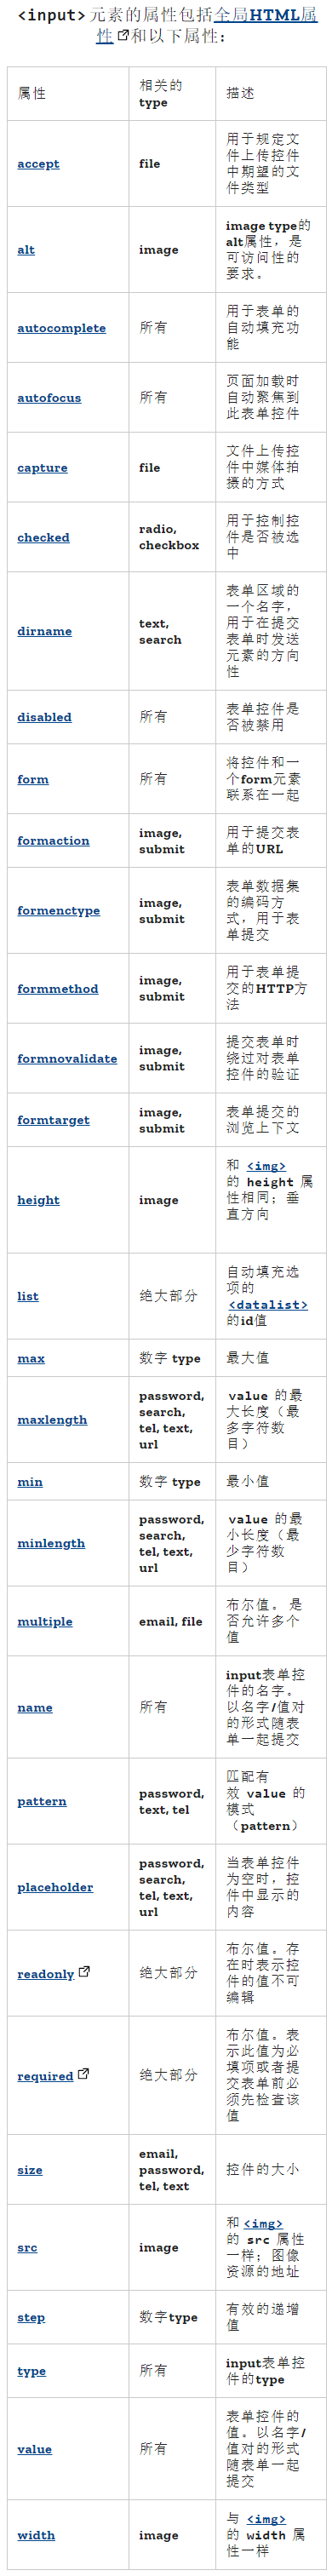 <input> 元素的属性包括全局HTML属
性 和以下属性:
属性
相关的
type
描述
accept
file
用于规定文
件上传控件
中期望的文
件类型
alt
image
image type的
alt属性，是
可访问性的
要求。
autocomplete
所有
用于表单的
自动填充功
能
autofocus
所有
页面加载时
自动聚焦到
此表单控件
capture
file
文件上传控
件中媒体拍
摄的方式
checked
radio,
checkbox
用于控制控
件是否被选
中
dirname
text,
search
表单区域的
一个名字，
用于在提交
表单时发送
元素的方向
性
disabled
所有
表单控件是
否被禁用
form
所有
将控件和一
个form元素
联系在一起
formaction
image,
submit
用于提交表
单的URL
formenctype
image,
submit
表单数据集
的编码方
式，用于表
单提交
formmethod
image,
submit
用于表单提
交的HTTP方
法
formnovalidate
image,
submit
提交表单时
绕过对表单
控件的验证
formtarget
image,
submit
表单提交的
浏览上下文
height
image
和 <img>
的 height 属
性相同；垂
直方向
list
绝大部分
自动填充选
项的
<datalist>
的id值
max
数字 type
最大值
maxlength
password,
search,
tel, text,
url
value 的最
大长度（最
多字符数
目）
min
数字 type
最小值
minlength
password,
search,
tel, text,
url
value 的最
小长度（最
少字符数
目）
multiple
email, file
布尔值。是
否允许多个
值
name
所有
input表单控
件的名字。
以名字/值对
的形式随表
单一起提交
pattern
password,
text, tel
匹配有
效 value 的
模式
（pattern）
placeholder
password,
search,
tel, text,
url
当表单控件
为空时，控
件中显示的
内容
readonly
绝大部分
布尔值。存
在时表示控
件的值不可
编辑
required
绝大部分
布尔值。表
示此值为必
填项或者提
交表单前必
须先检查该
值
size
email,
password,
tel, text
控件的大小
src
image
和 <img>
的 src 属性
一样；图像
资源的地址
step
数字type
有效的递增
值
type
所有
input表单控
件的type
value
所有
表单控件的
值。以名字/
值对的形式
随表单一起
提交
width
image
与 <img>
的 width 属
性一样